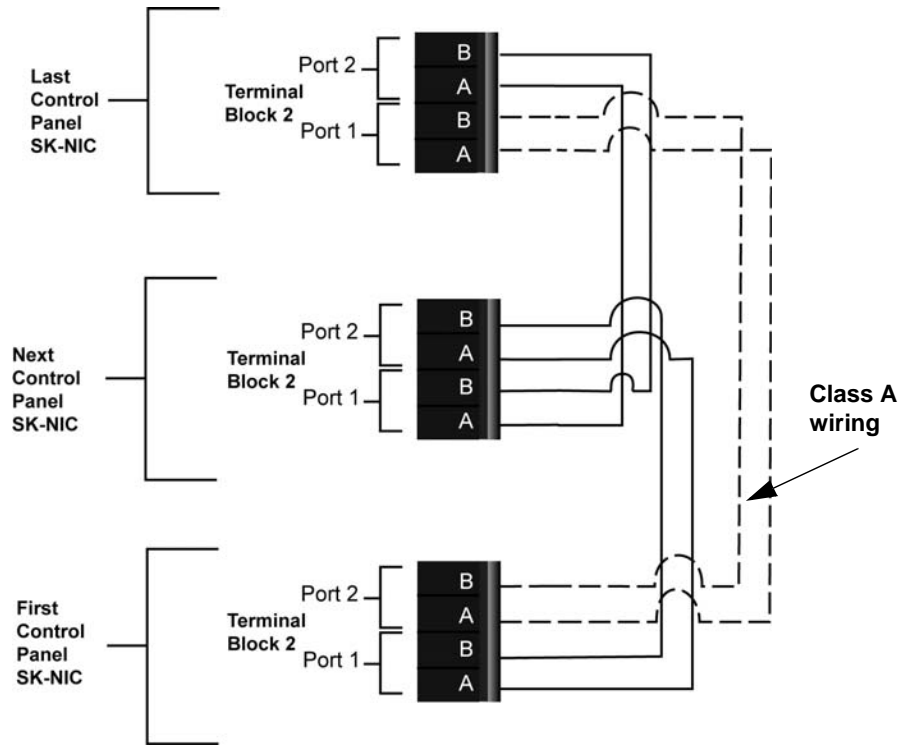 Last
Control
Panel
SK-NIC
Terminal
Block 2
Port 2
Port 1
B
A
B
A
Next
Control
Panel
SK-NIC
Terminal
Block 2
Port 2
Port 1
B
A
B
A
Class A
wiring
First
Control
Panel
SK-NIC
Terminal
Block 2
Port 2
Port 1
B
A
B
A